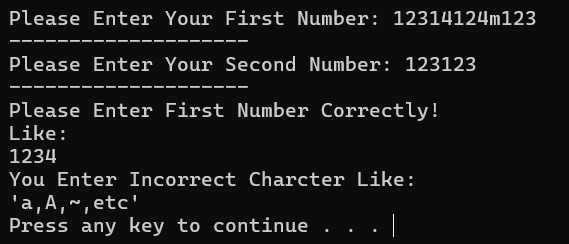 Please Enter Your First Number: 12314124m123
--------------------
Please Enter Your Second Number: 123123
--------------------
Please Enter First Number Correctly!
Like:
1234
You Enter Incorrect Charcter Like:
'a,A,~,etc'
Press any key to continue . . .